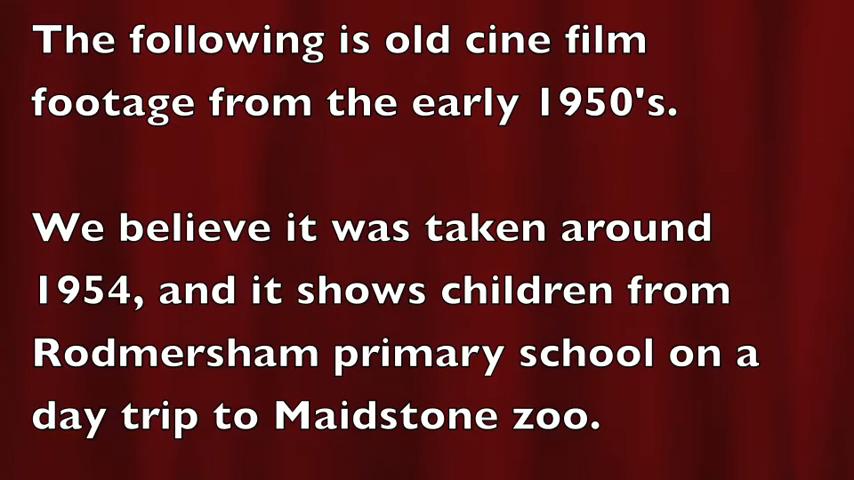 The following is old cine film
footage from the early 1950's.
We believe it was taken around
1954, and it shows children from
Rodmersham primary school on a
day trip to Maidstone zoo.